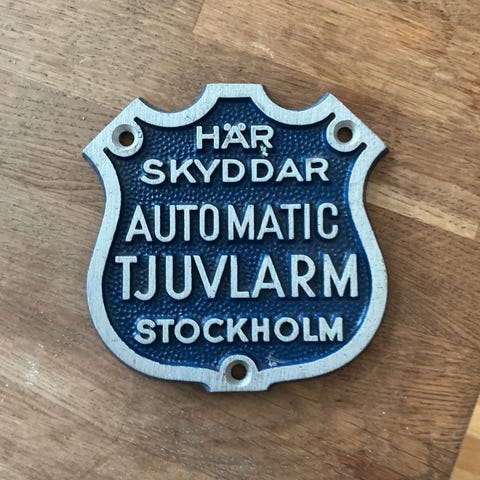 HÄR
SKYDDAR
AUTOMATIC
TJUVLARM
STOCKHOLM